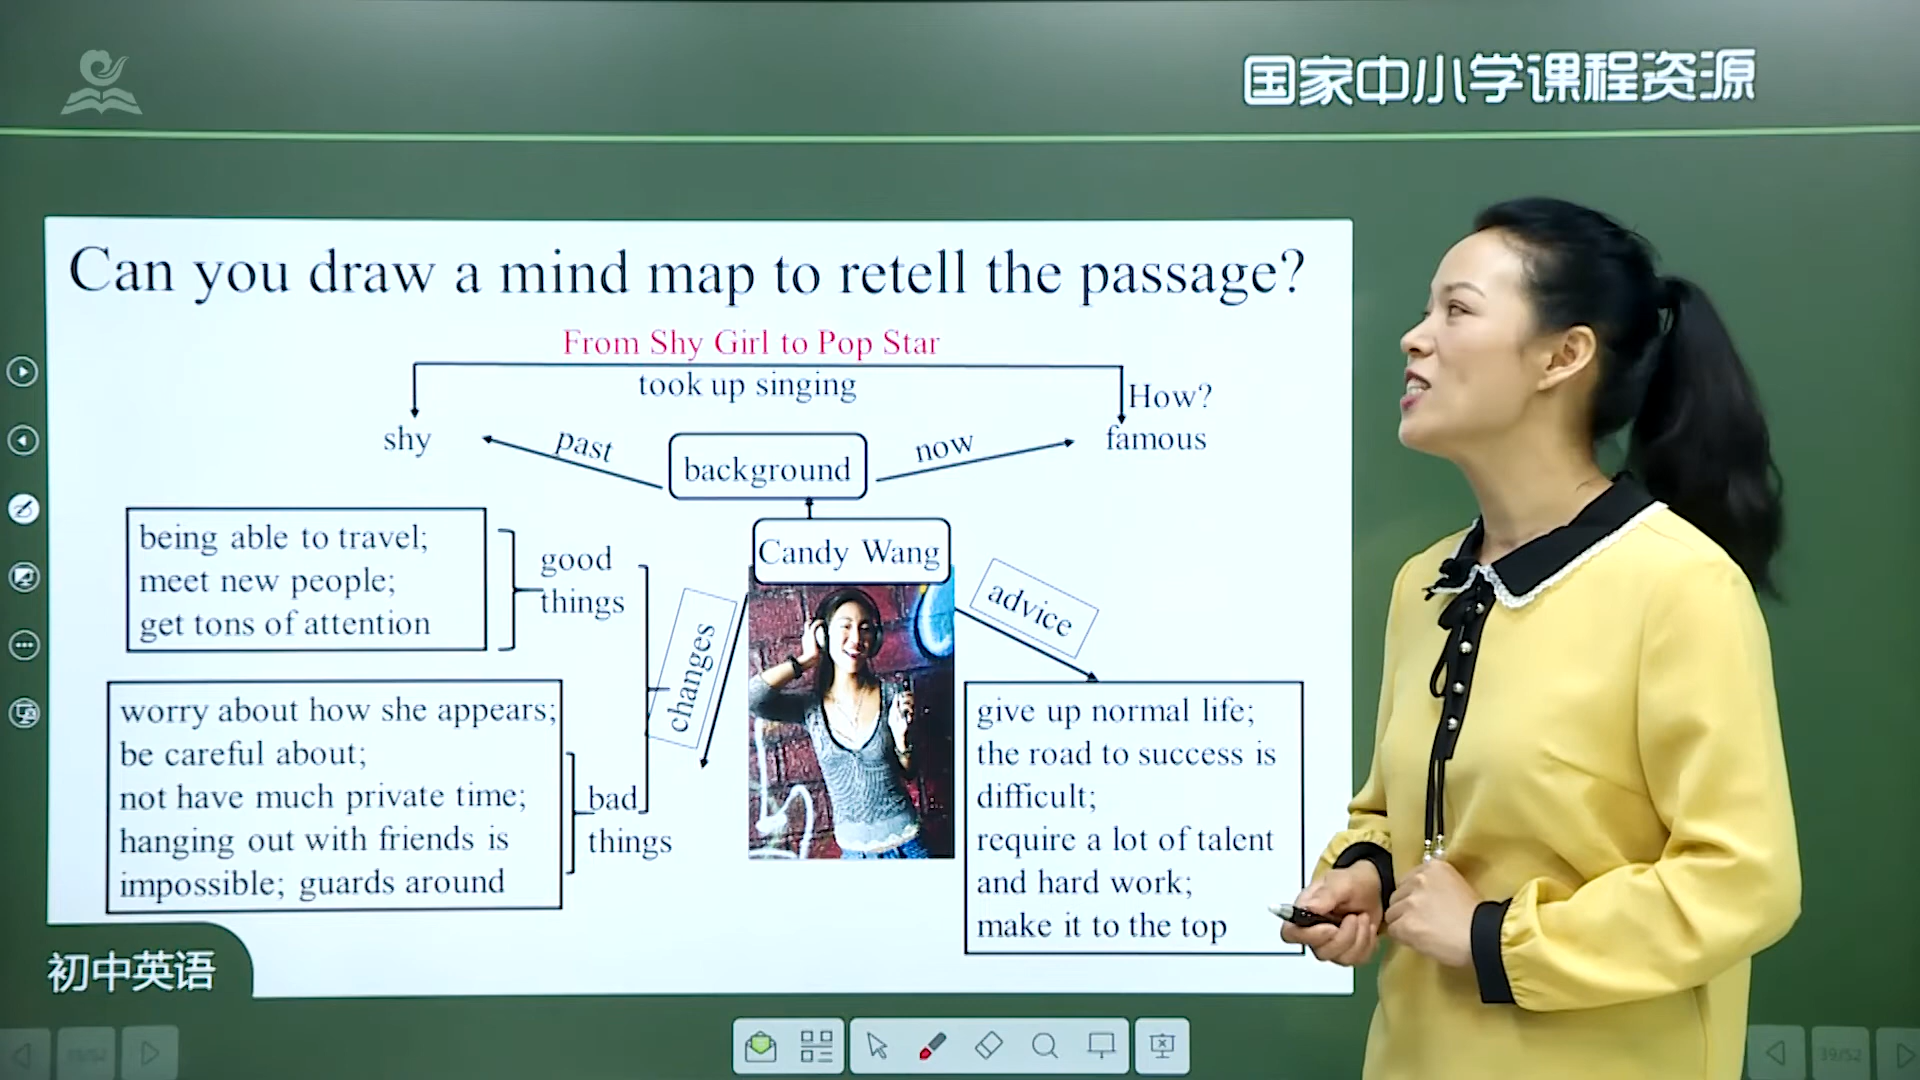 国家中小学课程资源
Can you draw a mind map to retell the passage?
From Shy Girl to Pop Star
took up singing
How?
shy
past
background
now
famous
Candy Wang
being able to travel;
meet new people;
get tons of attention
good
things
changes
advice
worry about how she appears;
be careful about;
not have much private time;
hanging out with friends is
impossible; guards around
bad
things
give up normal life;
the road to success is
difficult;
require a lot of talent
and hard work;
make it to the top
初中英语
39/52